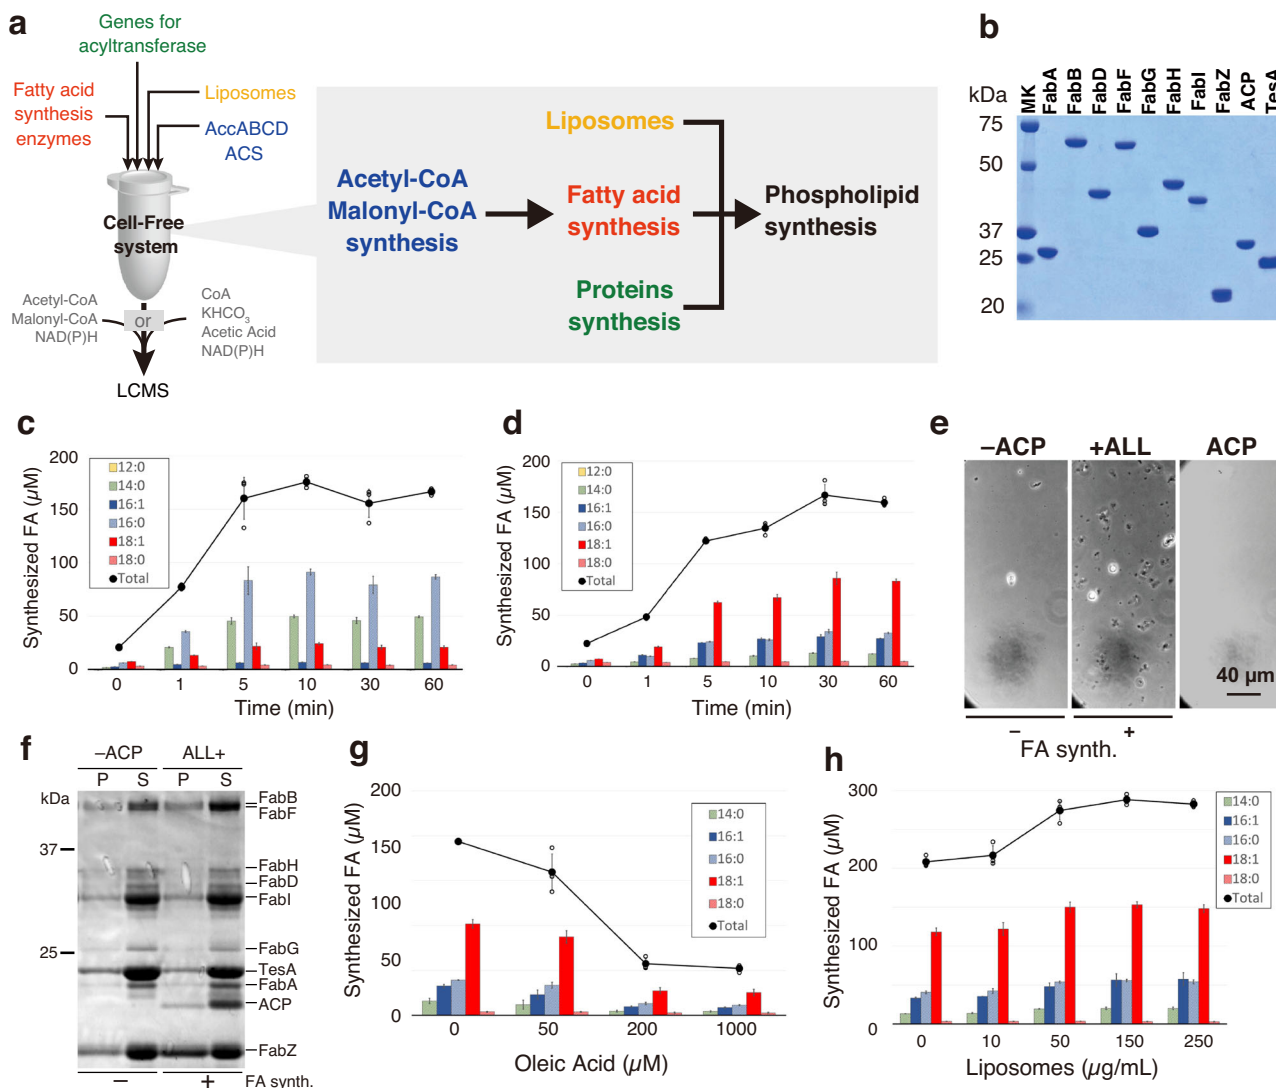 a
Genes for
acyltransferase
Fatty acid
synthesis
enzymes
Liposomes
AccABCD
ACS
Cell-Free
system
Acetyl-CoA
Malonyl-CoA
NAD(P)H
or
CoA
KHCO3
Acetic Acid
NAD(P)H
LCMS
Acetyl-CoA
Malonyl-CoA
synthesis
Liposomes
Fatty acid
synthesis
Proteins
synthesis
Phospholipid
synthesis
b
kDa
MK FabA FabB FabD FabF FabG FabH FabI FabZ ACP TesA
75
50
37
25
20
c
Synthesized FA (µM)
200
150
100
50
0
12:0
14:0
16:1
16:0
18:1
18:0
Total
0 1 5 10 30 60
Time (min)
d
Synthesized FA (µM)
200
150
100
50
0
12:0
14:0
16:1
16:0
18:1
18:0
Total
0 1 5 10 30 60
Time (min)
e
–ACP +ALL ACP
40 µm
– +
FA synth.
f
–ACP ALL+
P S P S
kDa
37
25
FabB
FabF
FabH
FabD
FabI
FabG
TesA
FabA
ACP
FabZ
– + FA synth.
g
Synthesized FA (µM)
200
150
100
50
0
14:0
16:1
16:0
18:1
18:0
Total
0 50 200 1000
Oleic Acid (µM)
h
Synthesized FA (µM)
300
200
100
0
14:0
16:1
16:0
18:1
18:0
Total
0 10 50 150 250
Liposomes (µg/mL)